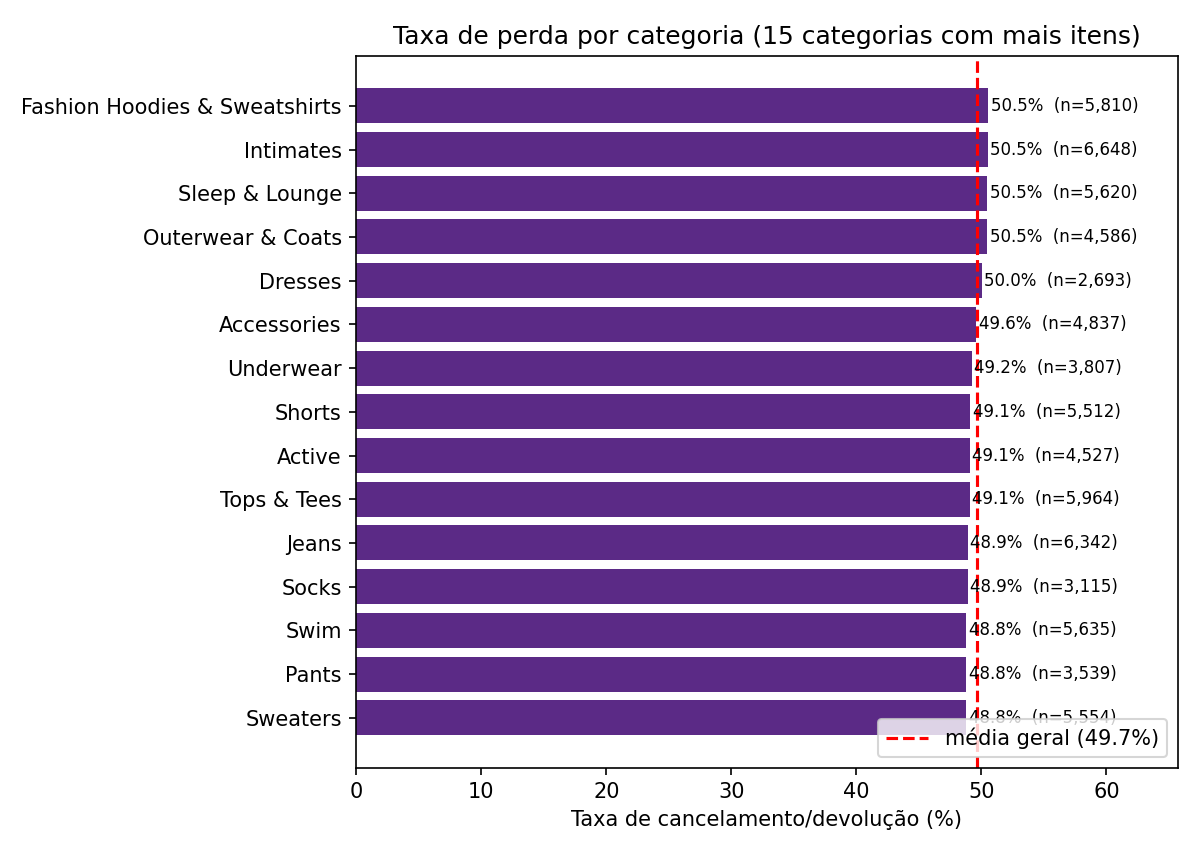 Taxa de perda por categoria (15 categorias com mais itens)
Fashion Hoodies & Sweatshirts 50.5% (n=5,810)
Intimates 50.5% (n=6,648)
Sleep & Lounge 50.5% (n=5,620)
Outerwear & Coats 50.5% (n=4,586)
Dresses 50.0% (n=2,693)
Accessories 49.6% (n=4,837)
Underwear 49.2% (n=3,807)
Shorts 49.1% (n=5,512)
Active 49.1% (n=4,527)
Tops & Tees 49.1% (n=5,964)
Jeans 48.9% (n=6,342)
Socks 48.9% (n=3,115)
Swim 48.8% (n=5,635)
Pants 48.8% (n=3,539)
Sweaters 48.8% (n=5,554)
média geral (49.7%)
0 10 20 30 40 50 60
Taxa de cancelamento/devolução (%)